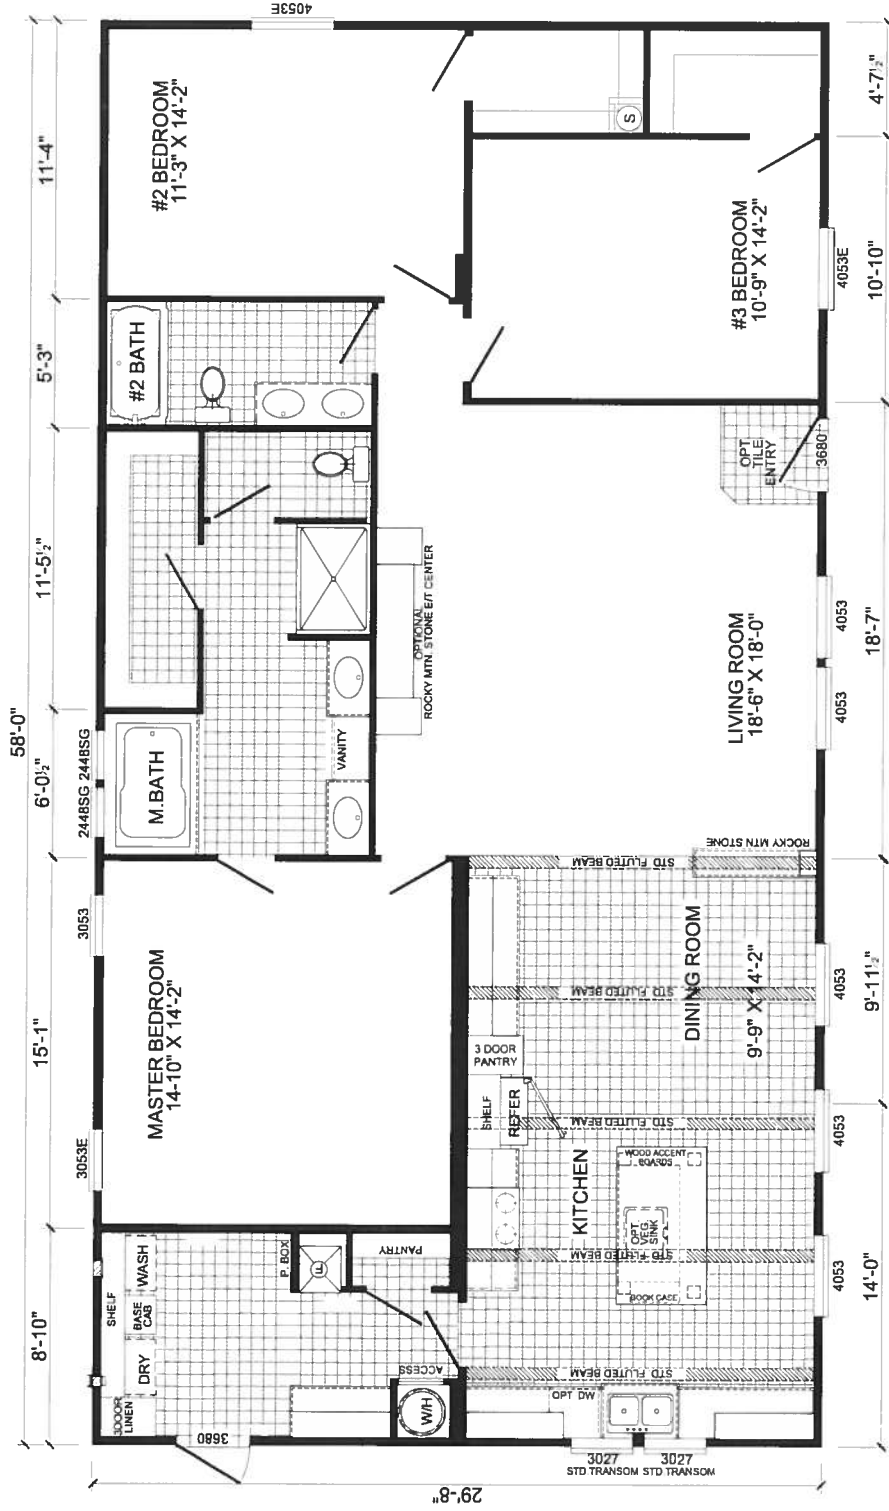 58'-0"
8'-10"
15'-1"
6'-0½"
11'-5½"
5'-3"
11'-4"
29'-8"
3053E
3053
2448SG
2448SG
4053E
3DOOR
LINEN
DRY
BASE
CAB
WASH
SHELF
P. BOX
F
PANTRY
ACCESS
W/H
3680
MASTER BEDROOM
14-10" X 14'-2"
M.BATH
VANITY
#2 BATH
#2 BEDROOM
11'-3" X 14'-2"
OPTIONAL
ROCKY MTN. STONE E/T CENTER
S
#3 BEDROOM
10'-9" X 14'-2"
OPT
TILE
ENTRY
3680
LIVING ROOM
18'-6" X 18'-0"
ROCKY MTN STONE
STD FLUTED BEAM
STD FLUTED BEAM
STD FLUTED BEAM
STD FLUTED BEAM
STD FLUTED BEAM
DINING ROOM
9'-9" X 14'-2"
3 DOOR
PANTRY
SHELF
REFER
KITCHEN
WOOD ACCENT
BOARDS
OPT.
VEG.
SINK
BOOK CASE
OPT DW
3027
STD TRANSOM
3027
STD TRANSOM
4053
4053
4053
4053
4053
4053E
14'-0"
9'-11½"
18'-7"
10'-10"
4'-7½"